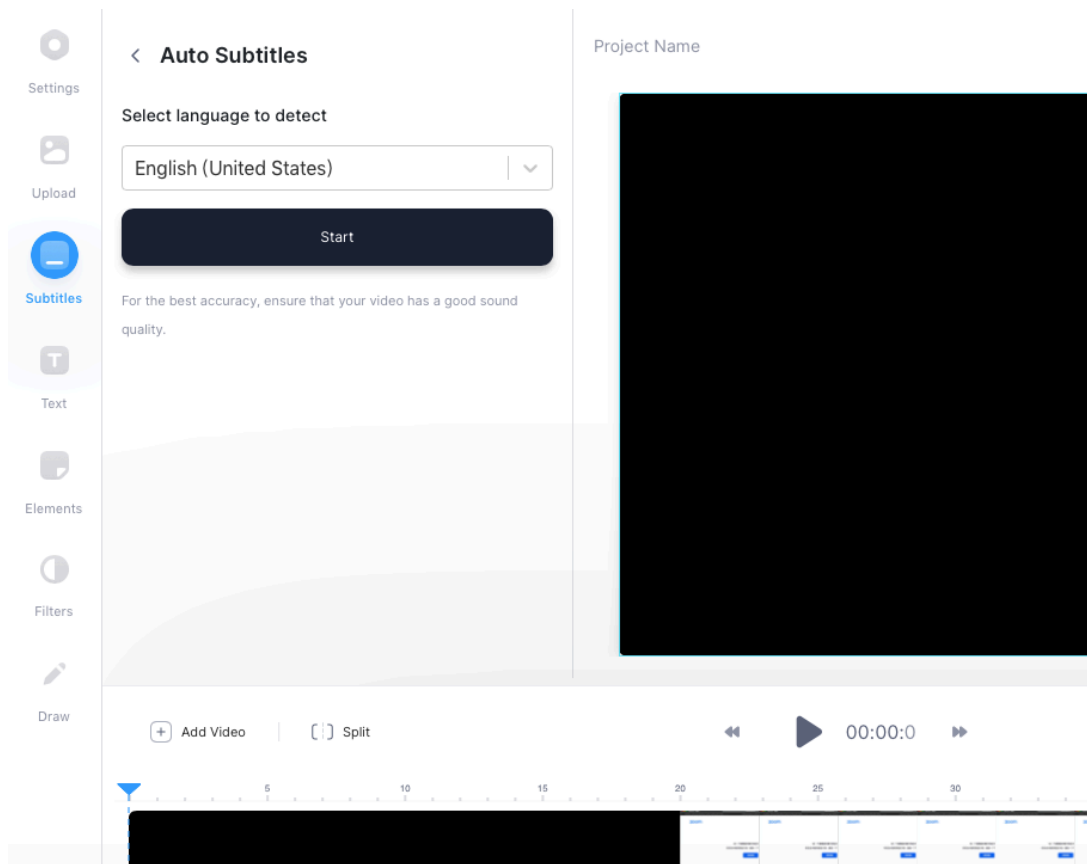 Settings
Upload
Subtitles
Text
Elements
Filters
Draw
Auto Subtitles
Select language to detect
English (United States)
Start
For the best accuracy, ensure that your video has a good sound
quality.
Project Name
Add Video
Split
00:00:0
5 10 15 20 25 30